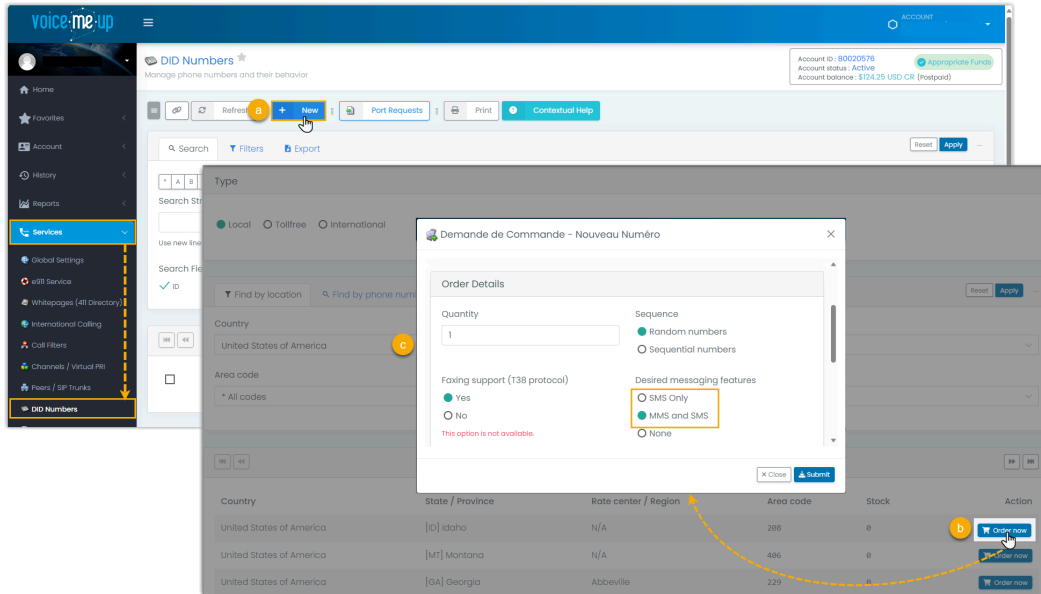 voice·me·up
ACCOUNT
DID Numbers
Manage phone numbers and their behavior
Account ID : 80020576
Account status : Active
Account balance : $124.25 USD CR (Postpaid)
Appropriate Funds
Home
Favorites
Account
History
Reports
Services
Global Settings
e911 Service
Whitepages (411 Directory)
International Calling
Call Filters
Channels / Virtual PRI
Peers / SIP Trunks
DID Numbers
Refresh
a
+ New
Port Requests
Print
Contextual Help
Search
Filters
Export
Reset
Apply
* A B
Search Str
Use new line
Search Fie
ID
Type
Local
Tollfree
International
Find by location
Find by phone num
Reset
Apply
Country
United States of America
Area code
* All codes
c
Demande de Commande - Nouveau Numéro
Order Details
Quantity
1
Sequence
Random numbers
Sequential numbers
Faxing support (T38 protocol)
Yes
No
This option is not available.
Desired messaging features
SMS Only
MMS and SMS
None
× Close
Submit
Country State / Province Rate center / Region Area code Stock Action
United States of America [ID] Idaho N/A 208 0 b Order now
United States of America [MT] Montana N/A 406 0 Order now
United States of America [GA] Georgia Abbeville 229 0 Order now